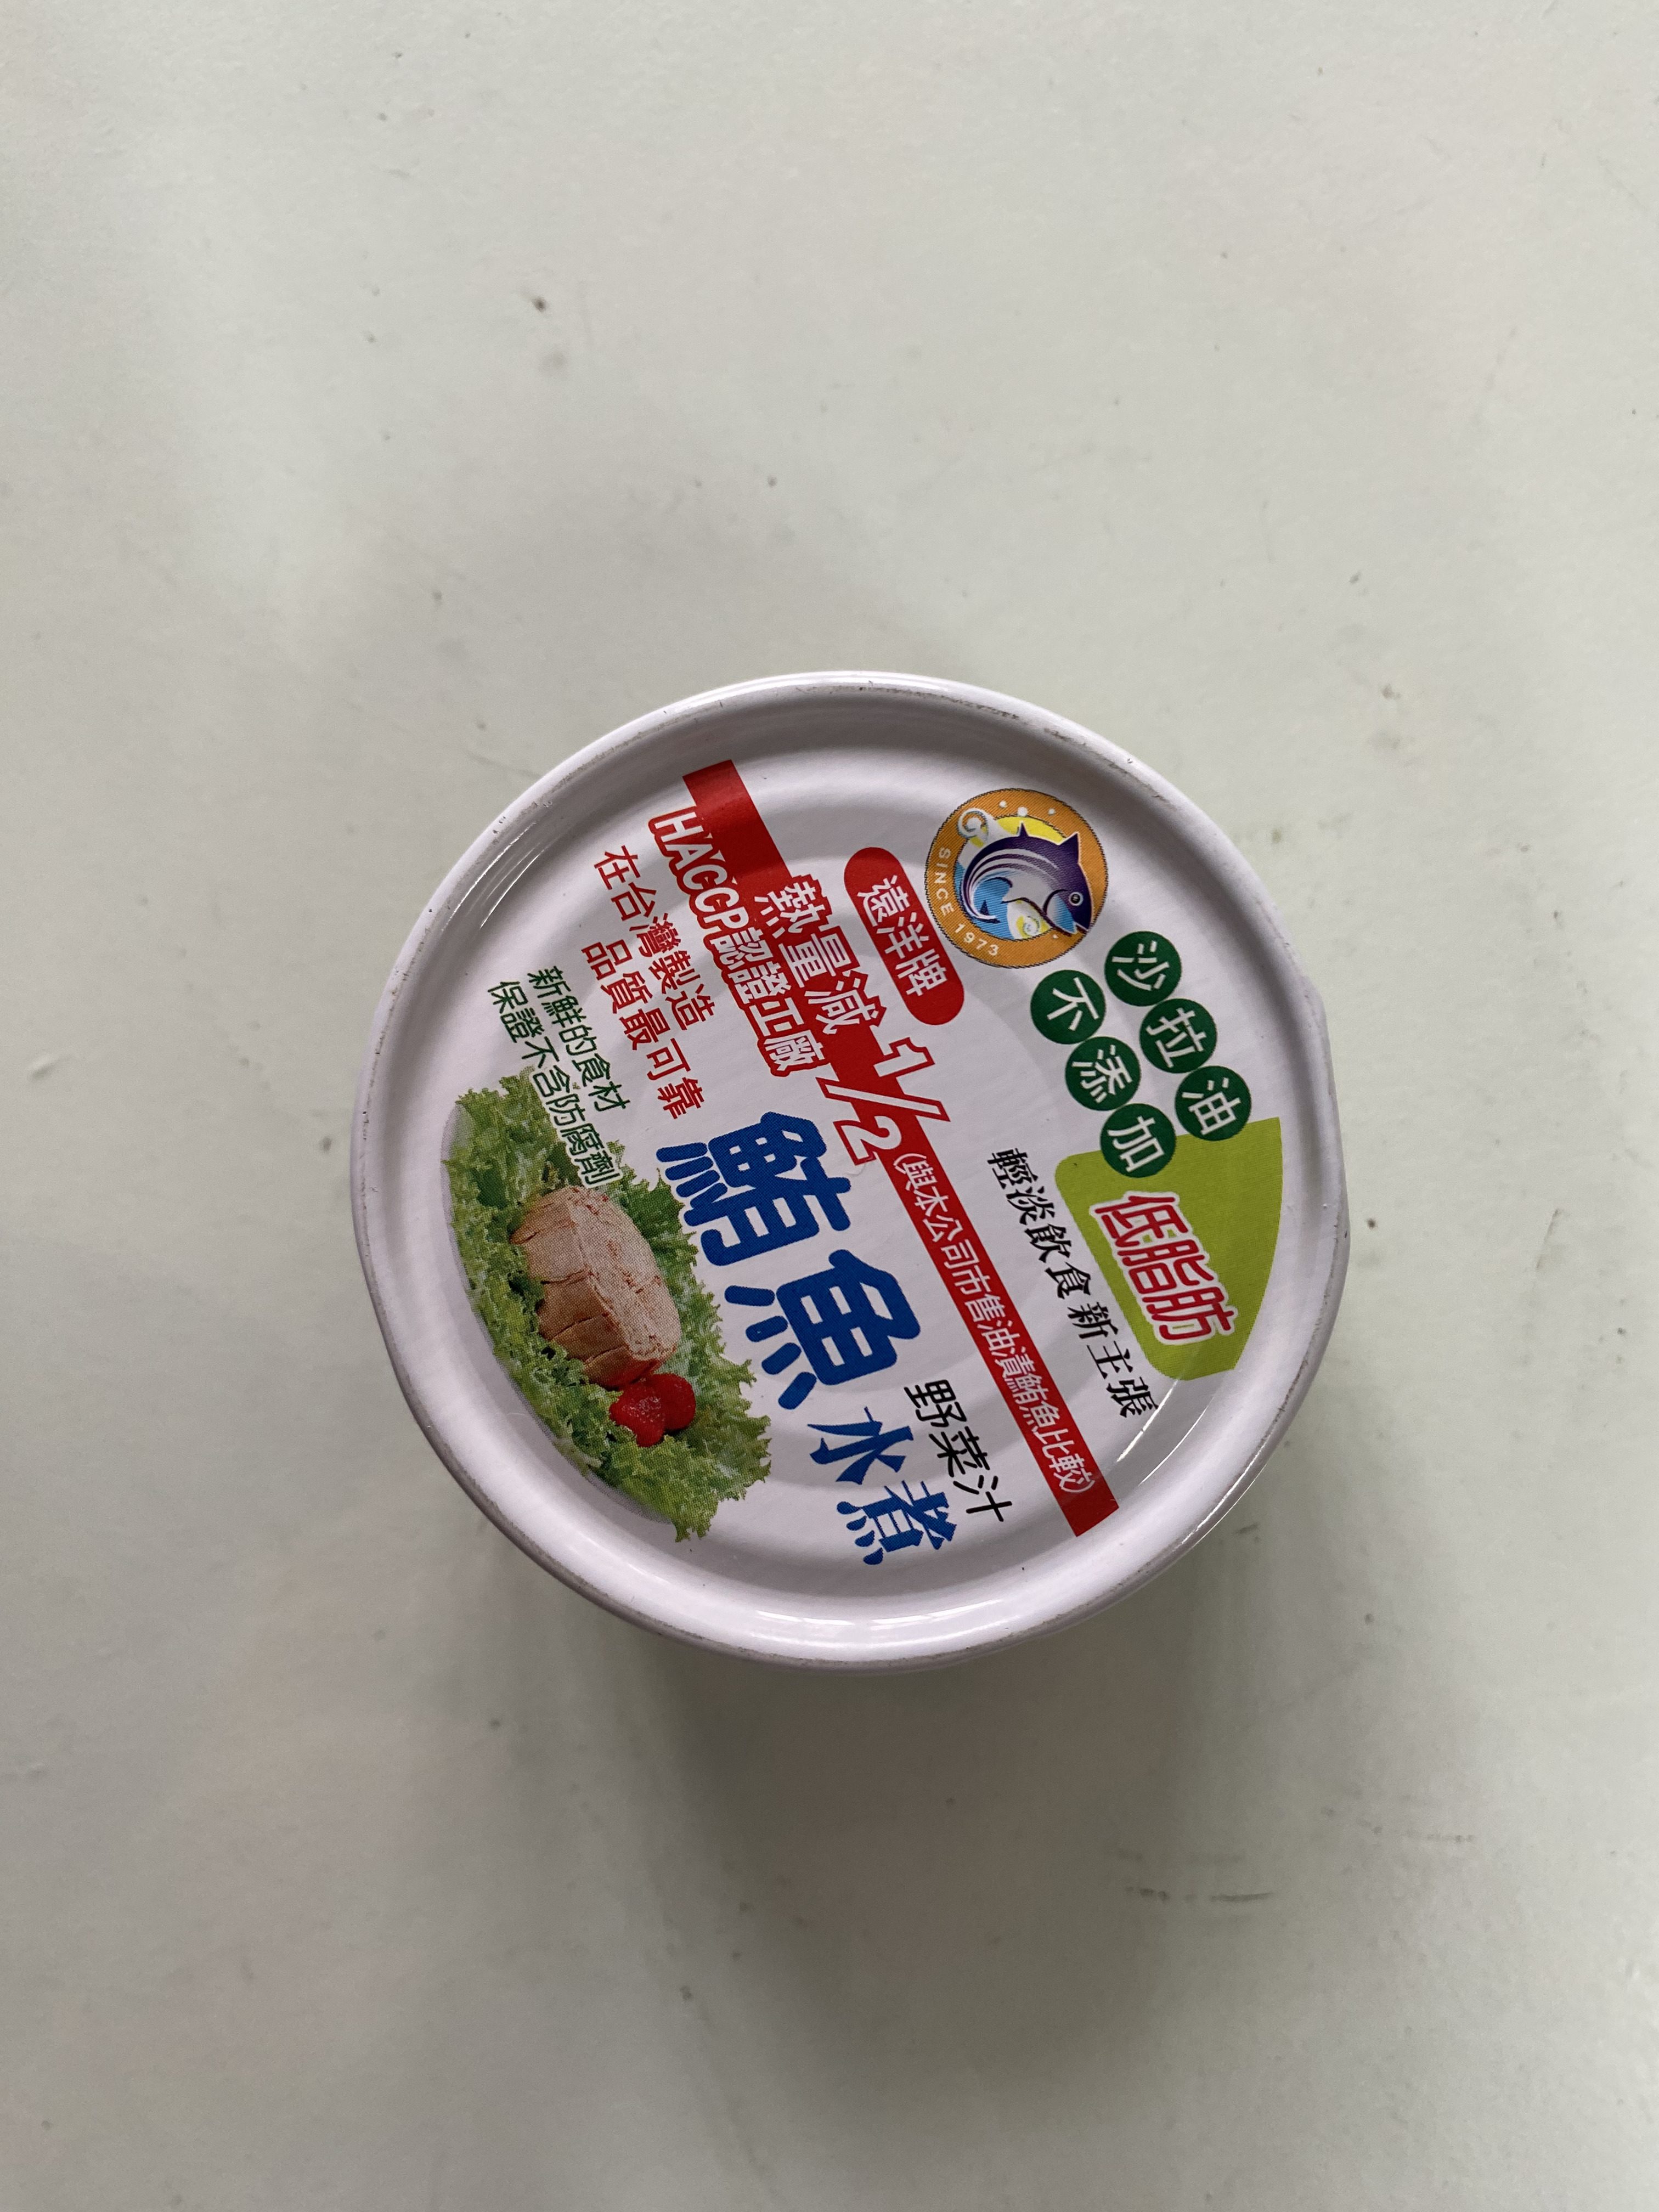 沙拉油
不添加
低脂肪
SINCE 1973
遠洋牌
輕淡飲食 新主張
熱量減1/2(與本公司市售油漬鮪魚比較)
HACCP認證正廠
在台灣製造
品質最可靠
新鮮的食材
保證不含防腐劑
鮪魚
野菜汁
水煮